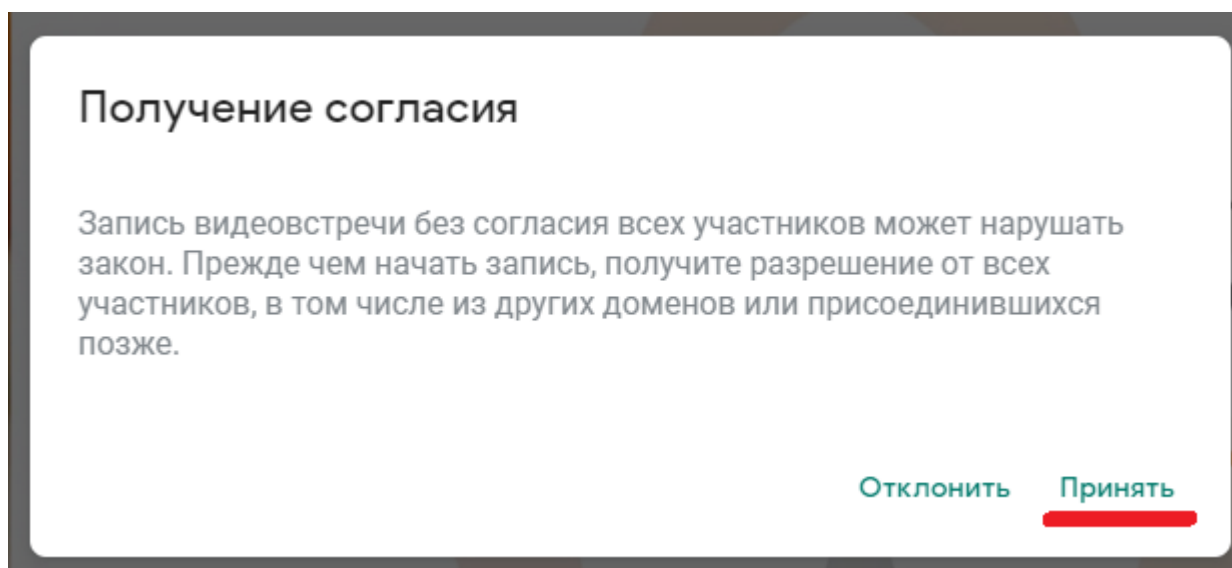 Получение согласия
Запись видеовстречи без согласия всех участников может нарушать
закон. Прежде чем начать запись, получите разрешение от всех
участников, в том числе из других доменов или присоединившихся
позже.
Отклонить Принять